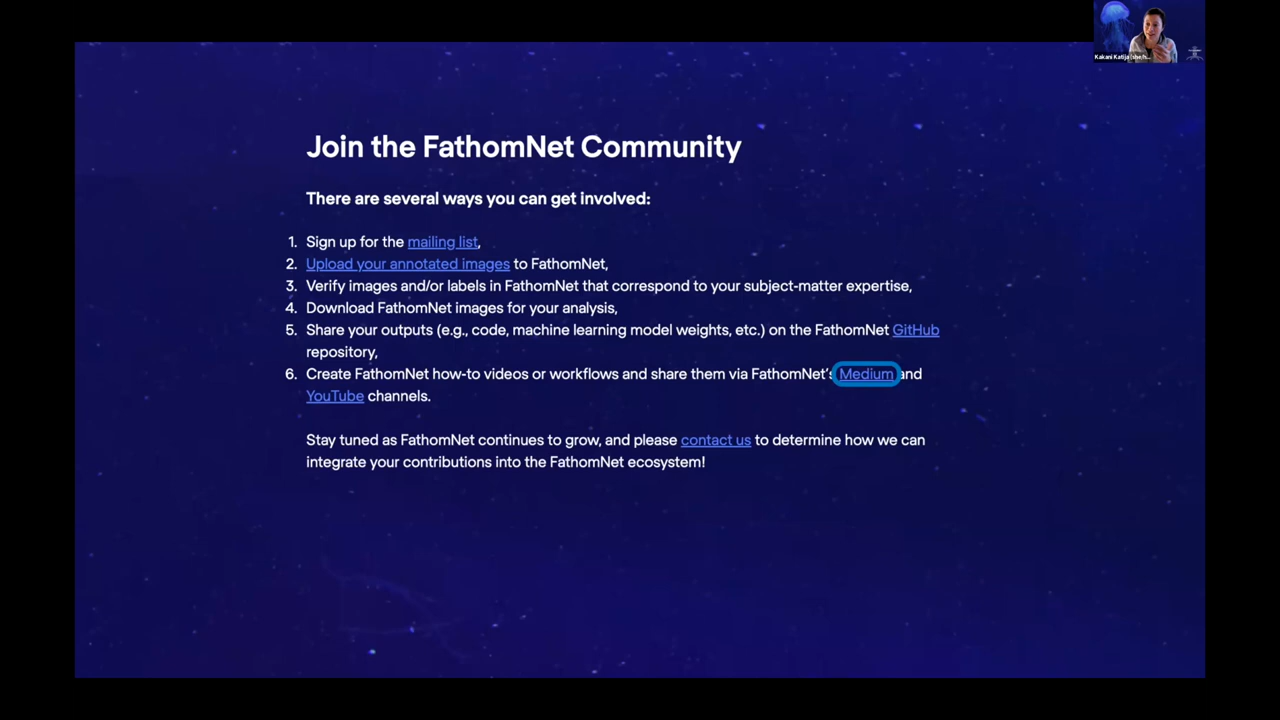 Kakani Katija (she/h...
Join the FathomNet Community
There are several ways you can get involved:
1. Sign up for the mailing list,
2. Upload your annotated images to FathomNet,
3. Verify images and/or labels in FathomNet that correspond to your subject-matter expertise,
4. Download FathomNet images for your analysis,
5. Share your outputs (e.g., code, machine learning model weights, etc.) on the FathomNet GitHub
repository,
6. Create FathomNet how-to videos or workflows and share them via FathomNet's Medium and
YouTube channels.
Stay tuned as FathomNet continues to grow, and please contact us to determine how we can
integrate your contributions into the FathomNet ecosystem!